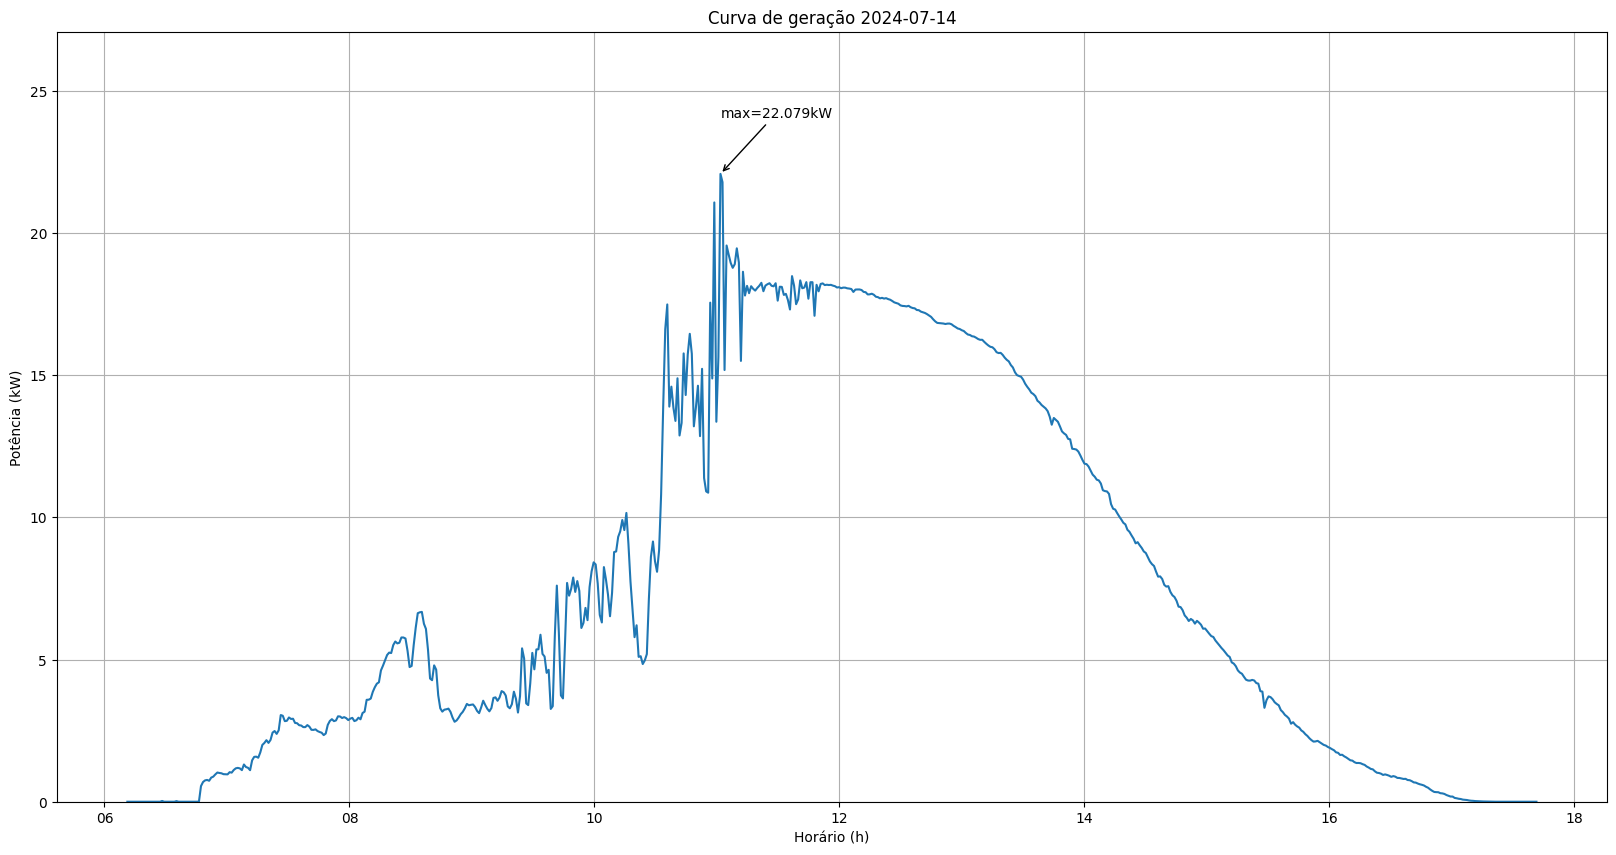 Curva de geração 2024-07-14
25
max=22.079kW
20
15
Potência (kW)
10
5
0
06 08 10 12 14 16 18
Horário (h)